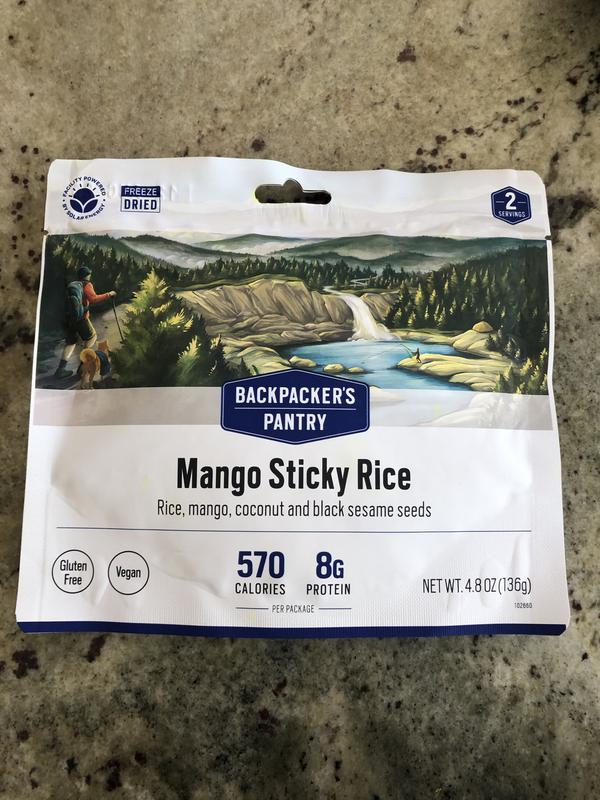 FACILITY POWERED
BY SOLAR ENERGY
FREEZE
DRIED
2
SERVINGS
BACKPACKER'S
PANTRY
Mango Sticky Rice
Rice, mango, coconut and black sesame seeds
Gluten
Free
Vegan
570
CALORIES
8G
PROTEIN
PER PACKAGE
NET WT. 4.8 OZ (136g)
102860